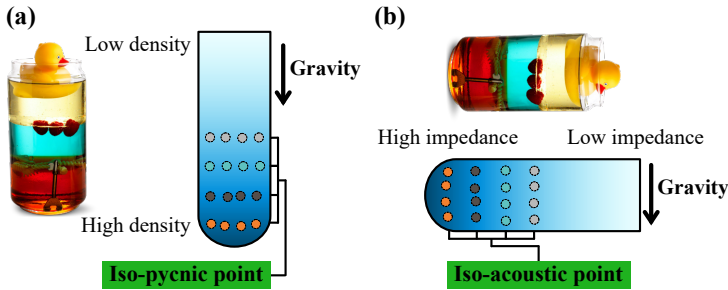 (a)
Low density
Gravity
High density
Iso-pycnic point
(b)
High impedance
Low impedance
Gravity
Iso-acoustic point